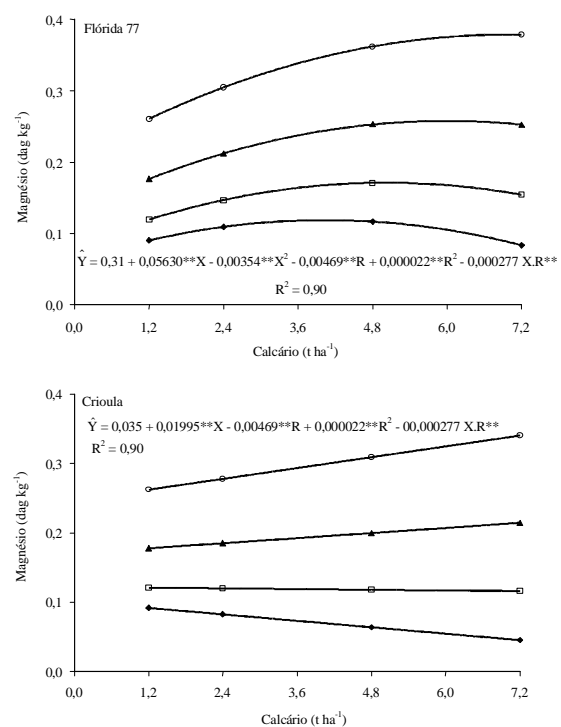 0,4
Flórida 77
0,3
0,2
0,1
0,0
Magnésio (dag kg⁻¹)
Ŷ = 0,31 + 0,05630**X - 0,00354**X² - 0,00469**R + 0,000022**R² - 0,000277 X.R**
R² = 0,90
0,0 1,2 2,4 3,6 4,8 6,0 7,2
Calcário (t ha⁻¹)
0,4
Crioula
Ŷ = 0,035 + 0,01995**X - 0,00469**R + 0,000022**R² - 00,000277 X.R**
R² = 0,90
0,3
0,2
0,1
0,0
Magnésio (dag kg⁻¹)
0,0 1,2 2,4 3,6 4,8 6,0 7,2
Calcário (t ha⁻¹)